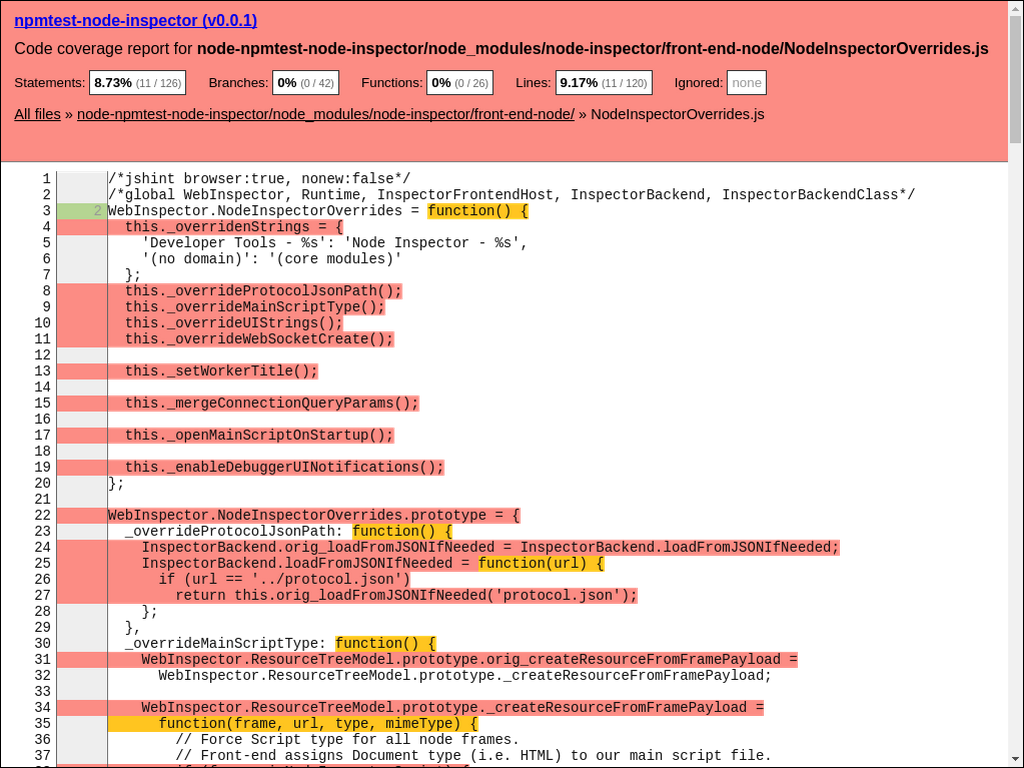 npmtest-node-inspector (v0.0.1)
Code coverage report for node-npmtest-node-inspector/node_modules/node-inspector/front-end-node/NodeInspectorOverrides.js
Statements: 8.73% (11 / 126) Branches: 0% (0 / 42) Functions: 0% (0 / 26) Lines: 9.17% (11 / 120) Ignored: none
All files » node-npmtest-node-inspector/node_modules/node-inspector/front-end-node/ » NodeInspectorOverrides.js
1 /*jshint browser:true, nonew:false*/
2 /*global WebInspector, Runtime, InspectorFrontendHost, InspectorBackend, InspectorBackendClass*/
3 2 WebInspector.NodeInspectorOverrides = function() {
4   this._overridenStrings = {
5     'Developer Tools - %s': 'Node Inspector - %s',
6     '(no domain)': '(core modules)'
7   };
8   this._overrideProtocolJsonPath();
9   this._overrideMainScriptType();
10   this._overrideUIStrings();
11   this._overrideWebSocketCreate();
12
13   this._setWorkerTitle();
14
15   this._mergeConnectionQueryParams();
16
17   this._openMainScriptOnStartup();
18
19   this._enableDebuggerUINotifications();
20 };
21
22 WebInspector.NodeInspectorOverrides.prototype = {
23   _overrideProtocolJsonPath: function() {
24     InspectorBackend.orig_loadFromJSONIfNeeded = InspectorBackend.loadFromJSONIfNeeded;
25     InspectorBackend.loadFromJSONIfNeeded = function(url) {
26       if (url == '../protocol.json')
27         return this.orig_loadFromJSONIfNeeded('protocol.json');
28     };
29   },
30   _overrideMainScriptType: function() {
31     WebInspector.ResourceTreeModel.prototype.orig_createResourceFromFramePayload =
32       WebInspector.ResourceTreeModel.prototype._createResourceFromFramePayload;
33
34     WebInspector.ResourceTreeModel.prototype._createResourceFromFramePayload =
35       function(frame, url, type, mimeType) {
36         // Force Script type for all node frames.
37         // Front-end assigns Document type (i.e. HTML) to our main script file.